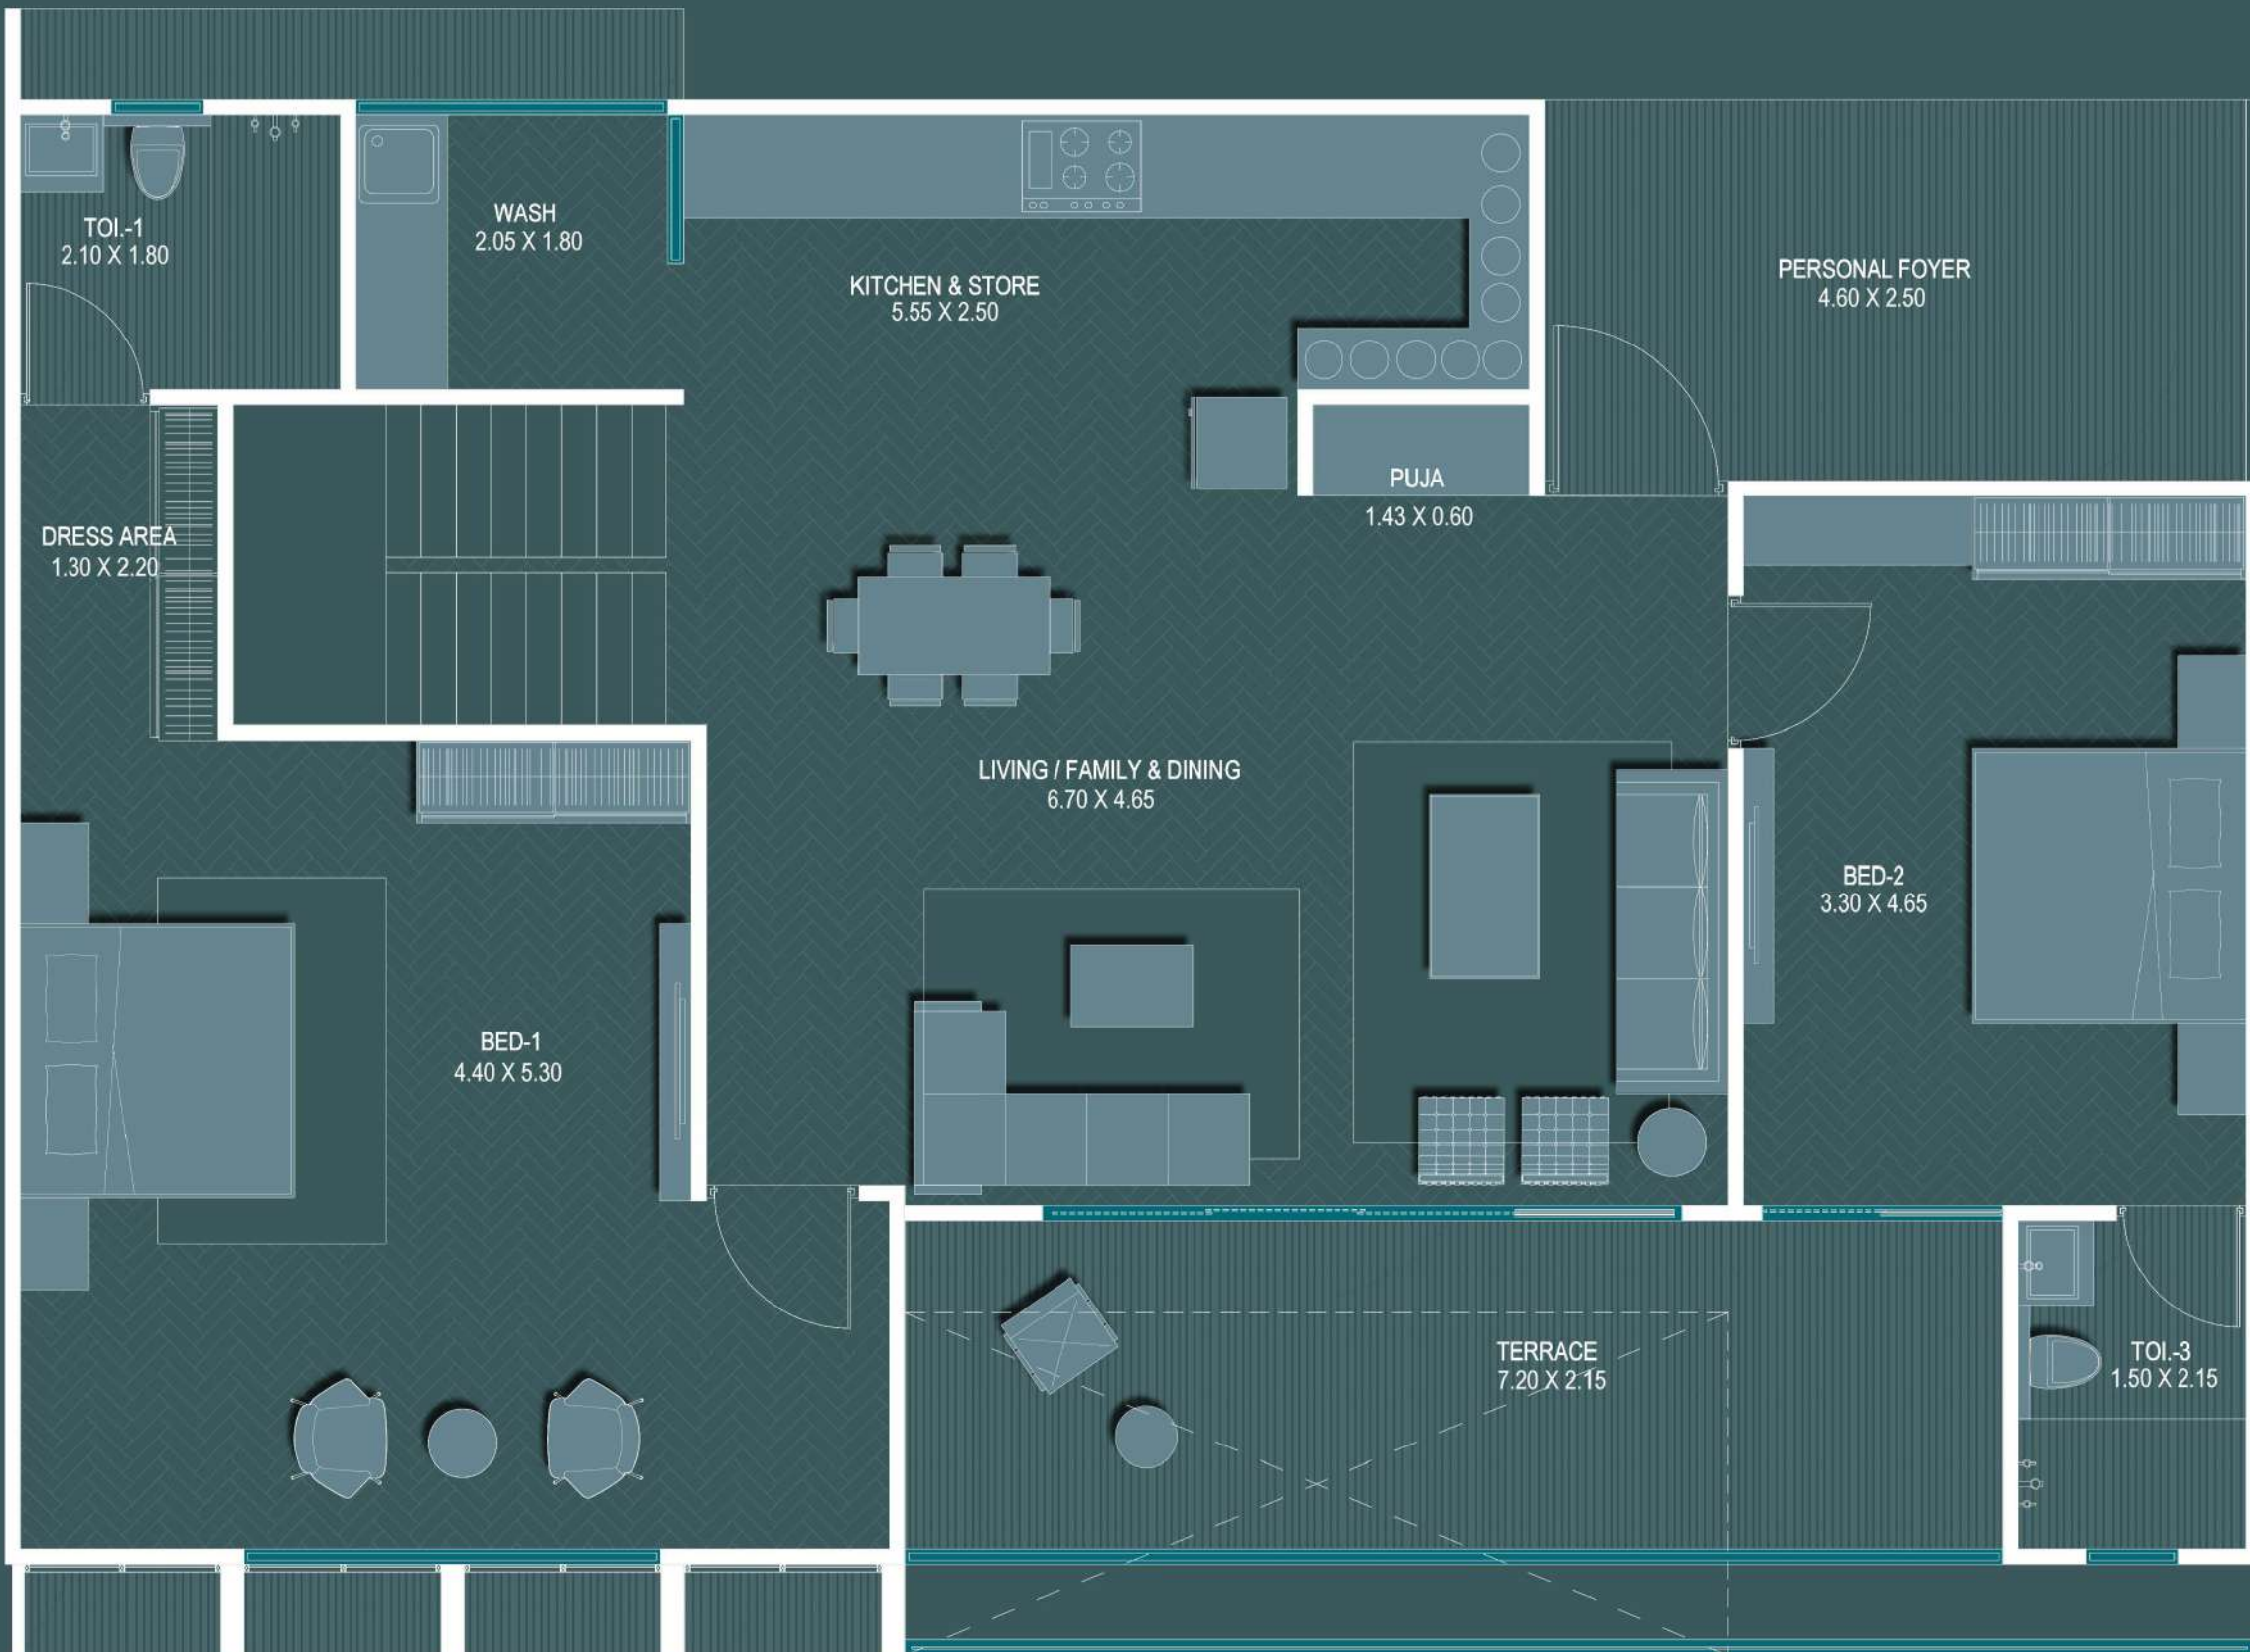 TOI.-1
2.10 X 1.80
WASH
2.05 X 1.80
KITCHEN & STORE
5.55 X 2.50
PERSONAL FOYER
4.60 X 2.50
PUJA
1.43 X 0.60
DRESS AREA
1.30 X 2.20
LIVING / FAMILY & DINING
6.70 X 4.65
BED-2
3.30 X 4.65
BED-1
4.40 X 5.30
TERRACE
7.20 X 2.15
TOI.-3
1.50 X 2.15